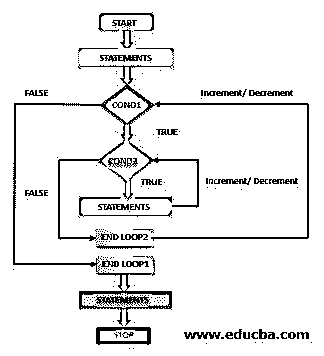 START
STATEMENTS
FALSE
COND1
Increment/ Decrement
TRUE
COND2
FALSE
TRUE
Increment/ Decrement
STATEMENTS
END LOOP2
END LOOP1
STATEMENTS
STOP
www.educba.com